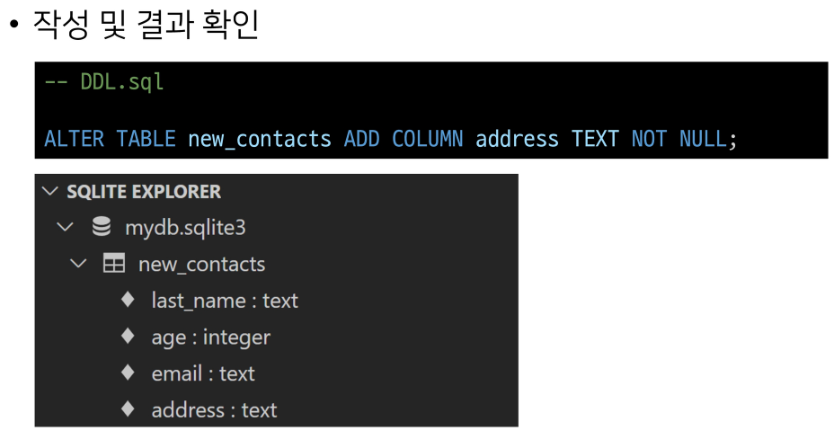 • 작성 및 결과 확인
-- DDL.sql
ALTER TABLE new_contacts ADD COLUMN address TEXT NOT NULL;
SQLITE EXPLORER
mydb.sqlite3
new_contacts
last_name : text
age : integer
email : text
address : text